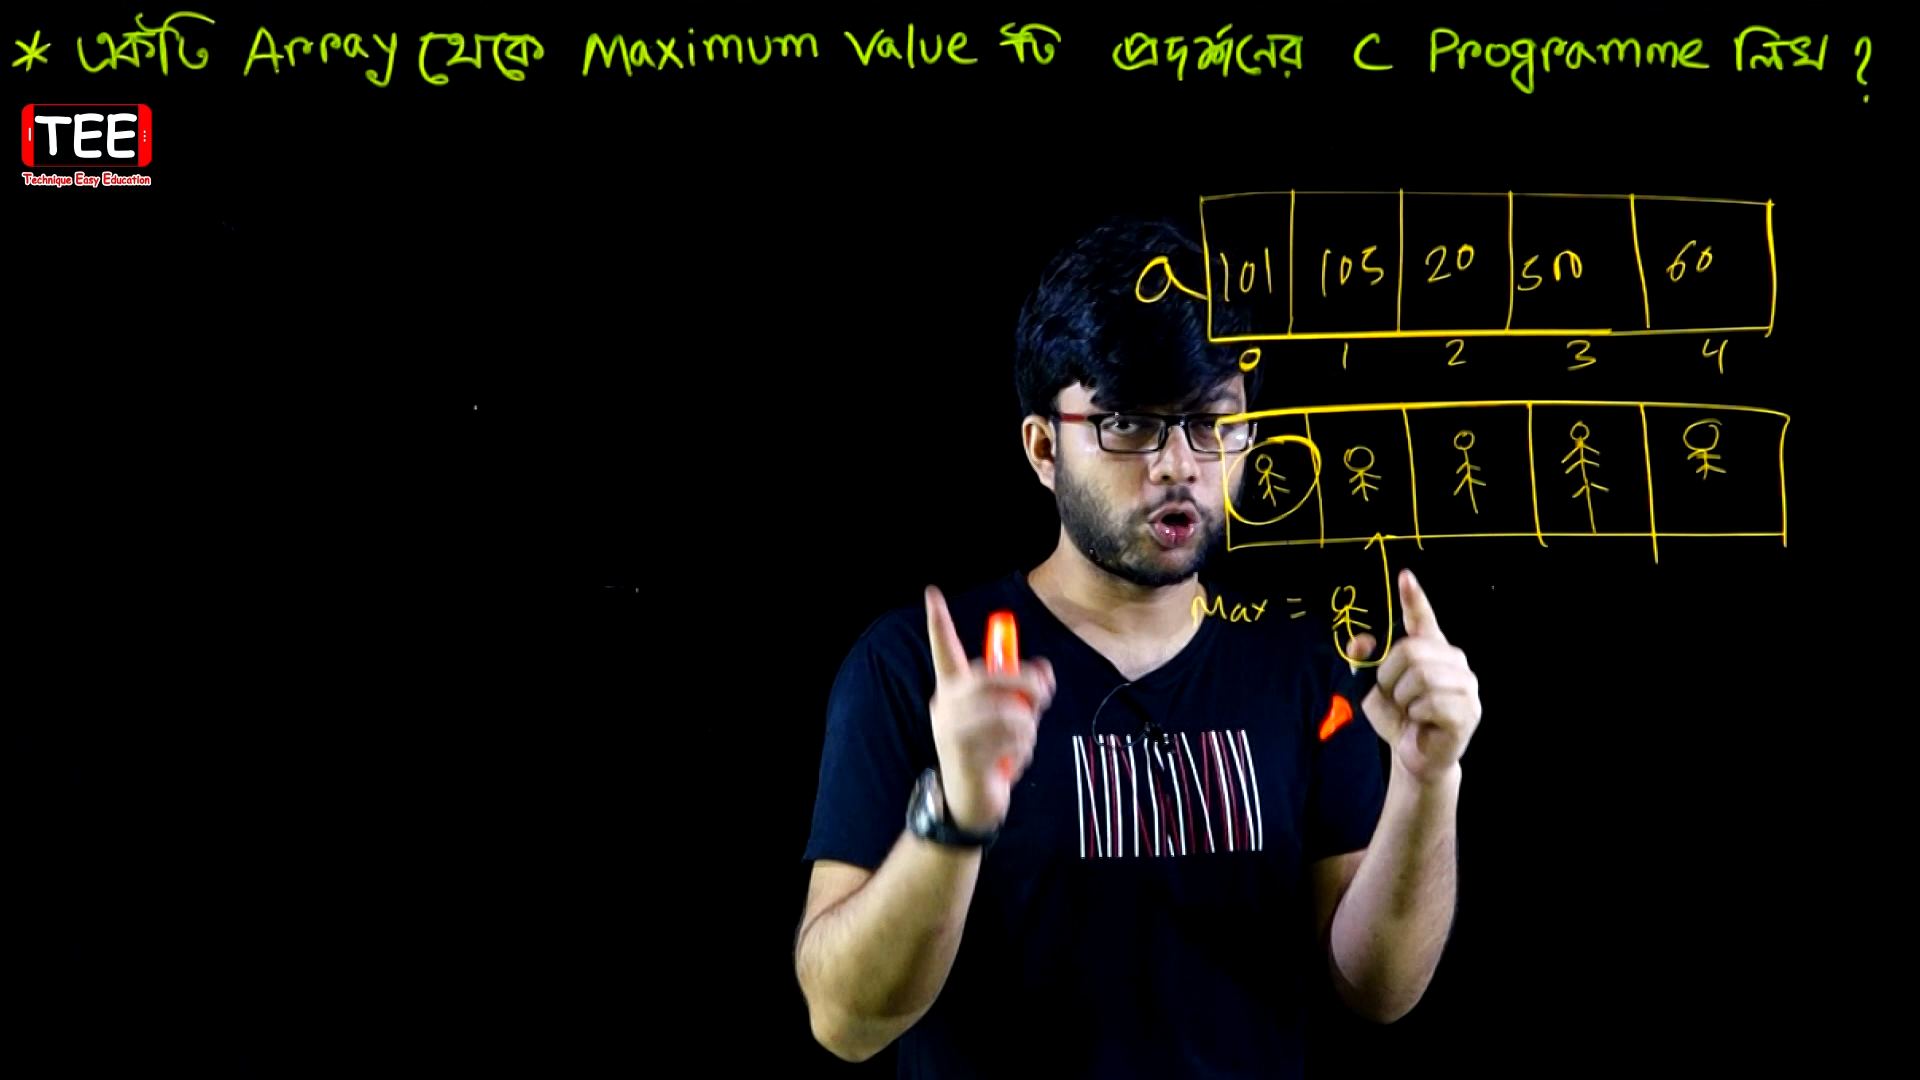 * একটি Array থেকে Maximum Value টি প্রদর্শনের C Programme লিখ ?
TEE
Technique Easy Education
a 101 105 20 50 60
0 1 2 3 4
Max =